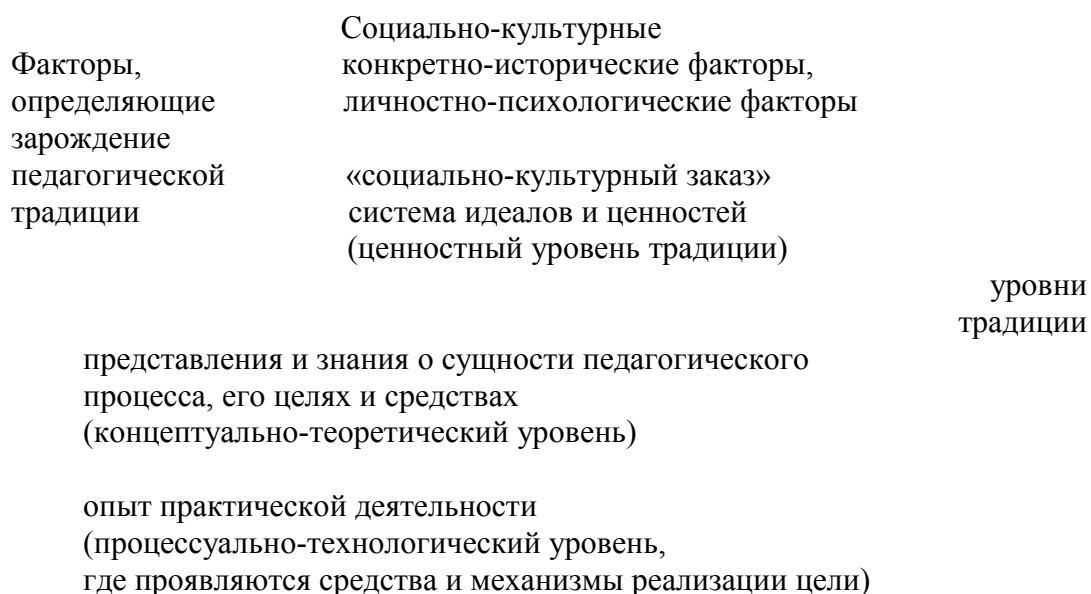 Социально-культурные
Факторы, конкретно-исторические факторы,
определяющие личностно-психологические факторы
зарождение
педагогической «социально-культурный заказ»
традиции система идеалов и ценностей
(ценностный уровень традиции)
уровни
традиции
представления и знания о сущности педагогического
процесса, его целях и средствах
(концептуально-теоретический уровень)
опыт практической деятельности
(процессуально-технологический уровень,
где проявляются средства и механизмы реализации цели)